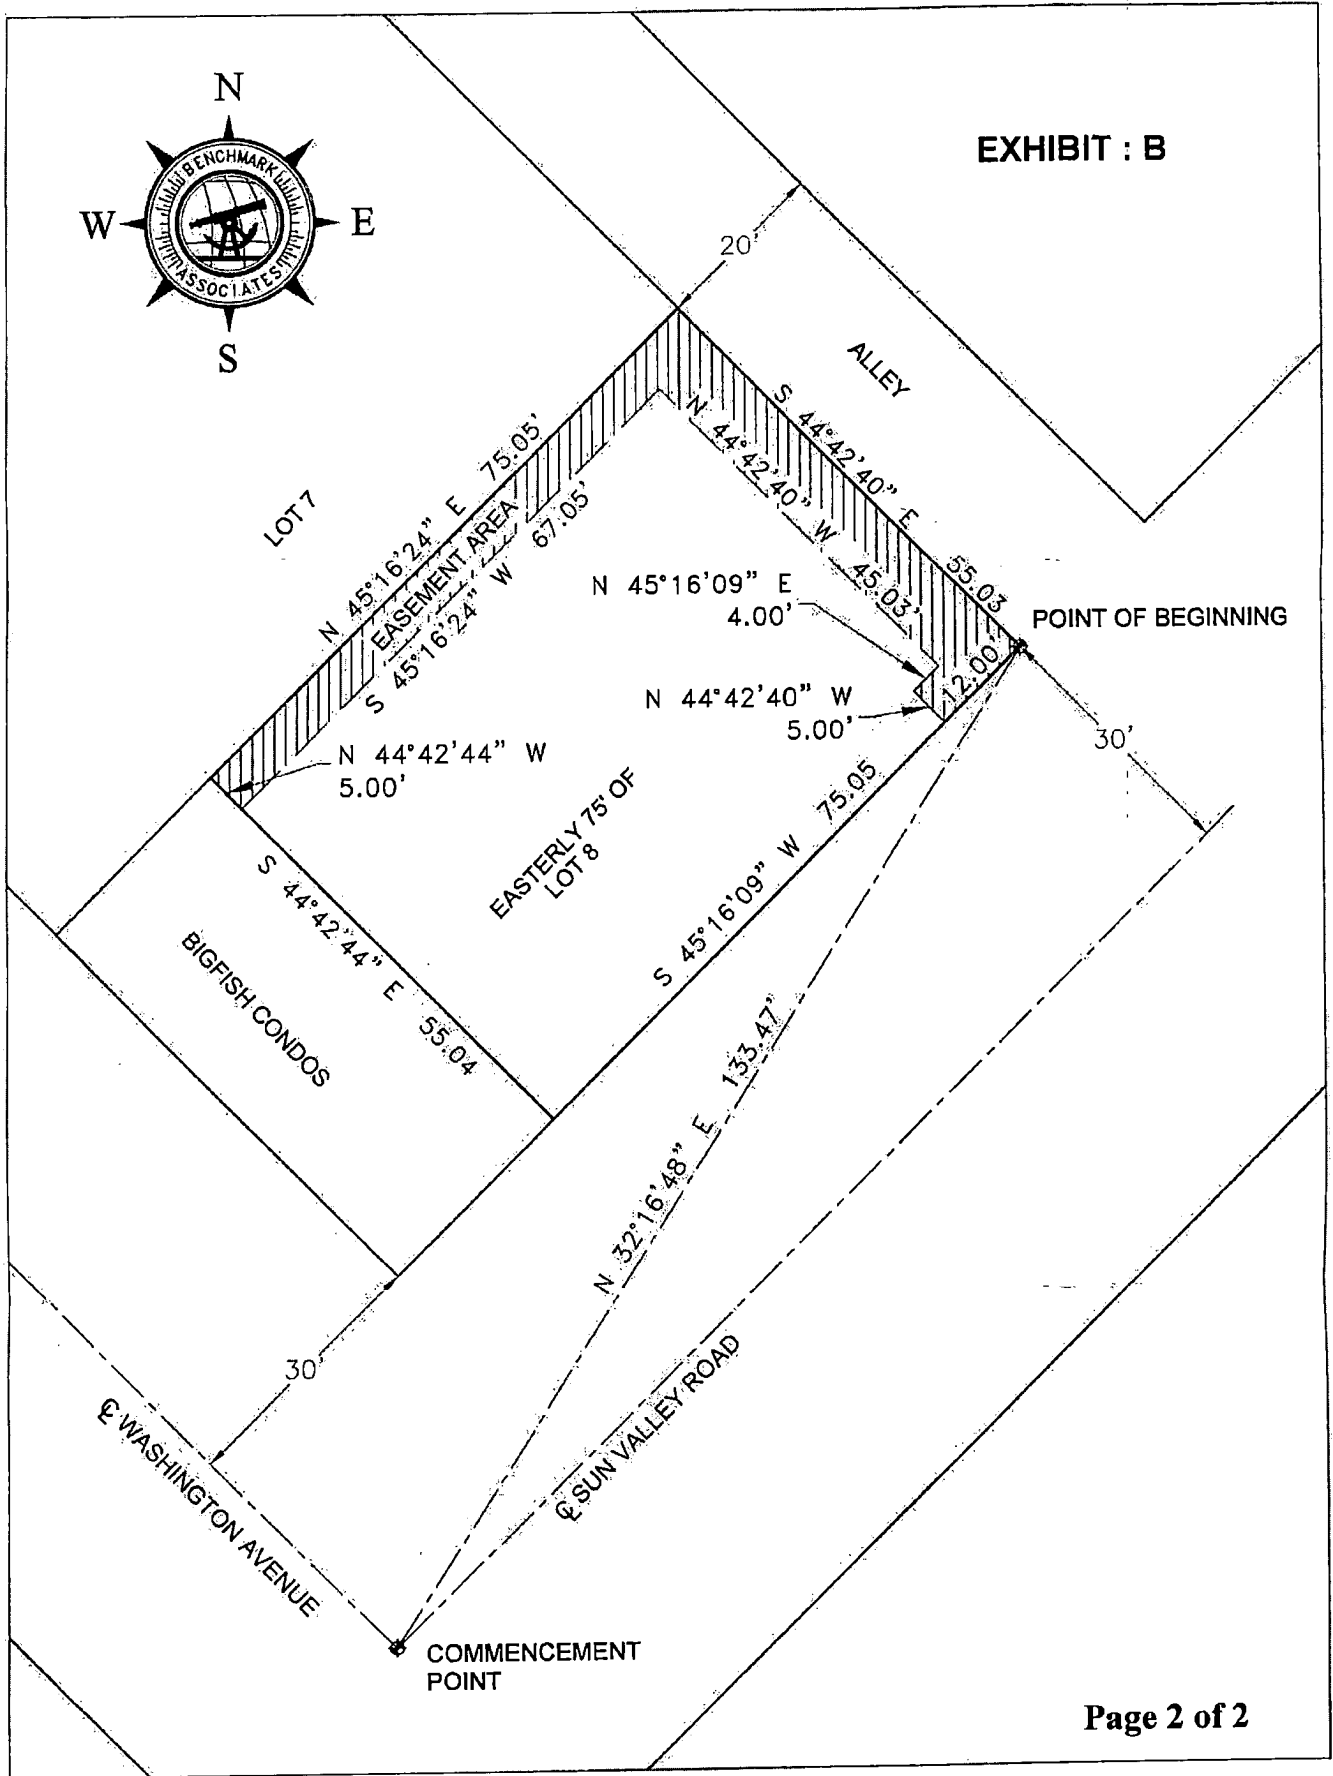 N
W
E
S
BENCHMARK
ASSOCIATES
EXHIBIT : B
20'
ALLEY
S 44°42'40" E 55.03
N 44°42'40" W 45.03'
N 45°16'24" E 75.05'
EASEMENT AREA
S 45°16'24" W 67.05'
LOT 7
N 45°16'09" E
4.00'
POINT OF BEGINNING
12.00'
N 44°42'40" W
5.00'
30'
N 44°42'44" W
5.00'
EASTERLY 75' OF
LOT 8
S 45°16'09" W 75.05
S 44°42'44" E 55.04
BIGFISH CONDOS
N 32°16'48" E 133.47'
30'
℄ WASHINGTON AVENUE
℄ SUN VALLEY ROAD
COMMENCEMENT
POINT
Page 2 of 2